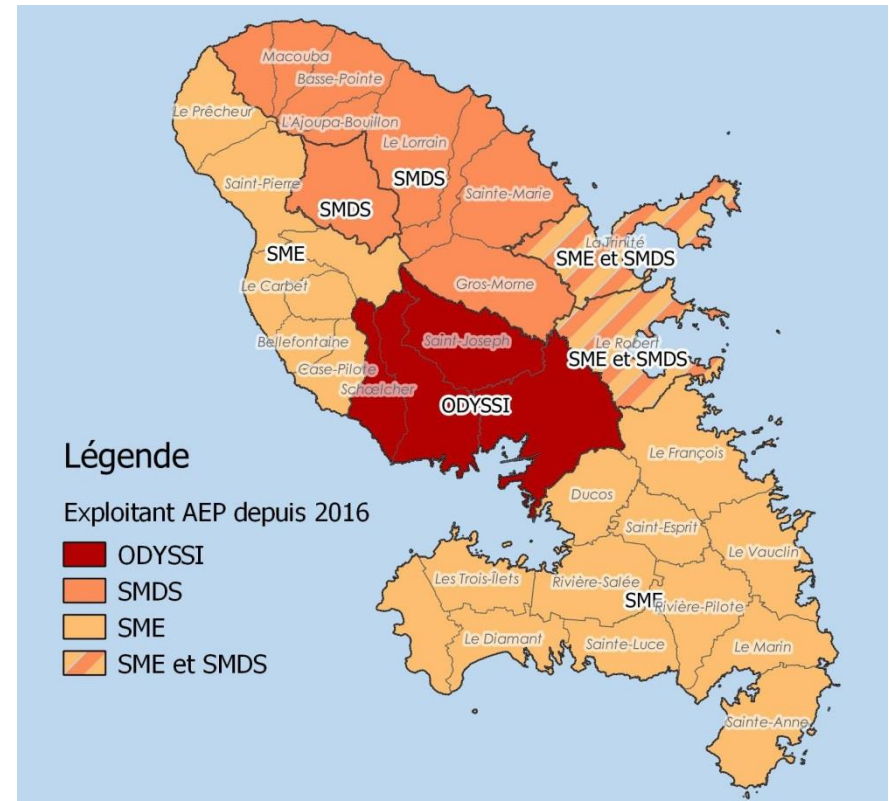 Macouba
Basse-Pointe
Le Prêcheur
L'Ajoupa-Bouillon
Le Lorrain
SMDS
Saint-Pierre
Sainte-Marie
SMDS
La Trinité
SME
SME et SMDS
Gros-Morne
Le Carbet
Saint-Joseph
Bellefontaine
Le Robert
SME et SMDS
Case-Pilote
Schœlcher
ODYSSI
Le François
Ducos
Saint-Esprit
Le Vauclin
Les Trois-Îlets
Rivière-Salée
SME
Rivière-Pilote
Le Diamant
Sainte-Luce
Le Marin
Sainte-Anne
Légende
Exploitant AEP depuis 2016
ODYSSI
SMDS
SME
SME et SMDS